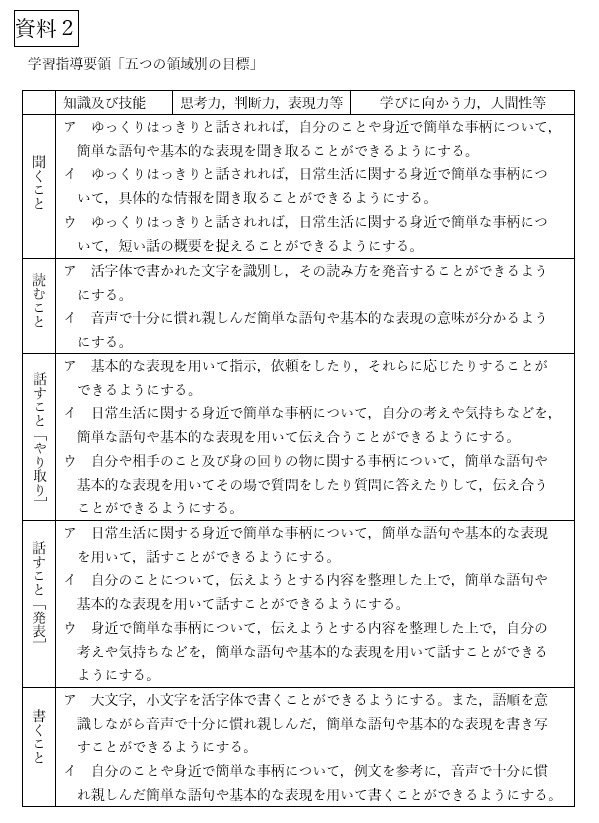 資料２
学習指導要領「五つの領域別の目標」
知識及び技能　思考力，判断力，表現力等　学びに向かう力，人間性等
聞くこと
ア　ゆっくりはっきりと話されれば，自分のことや身近で簡単な事柄について，
簡単な語句や基本的な表現を聞き取ることができるようにする。
イ　ゆっくりはっきりと話されれば，日常生活に関する身近で簡単な事柄につ
いて，具体的な情報を聞き取ることができるようにする。
ウ　ゆっくりはっきりと話されれば，日常生活に関する身近で簡単な事柄につ
いて，短い話の概要を捉えることができるようにする。
読むこと
ア　活字体で書かれた文字を識別し，その読み方を発音することができるよう
にする。
イ　音声で十分に慣れ親しんだ簡単な語句や基本的な表現の意味が分かるよう
にする。
話すこと［やり取り］
ア　基本的な表現を用いて指示，依頼をしたり，それらに応じたりすることが
できるようにする。
イ　日常生活に関する身近で簡単な事柄について，自分の考えや気持ちなどを，
簡単な語句や基本的な表現を用いて伝え合うことができるようにする。
ウ　自分や相手のこと及び身の回りの物に関する事柄について，簡単な語句や
基本的な表現を用いてその場で質問をしたり質問に答えたりして，伝え合う
ことができるようにする。
話すこと［発表］
ア　日常生活に関する身近で簡単な事柄について，簡単な語句や基本的な表現
を用いて，話すことができるようにする。
イ　自分のことについて，伝えようとする内容を整理した上で，簡単な語句や
基本的な表現を用いて話すことができるようにする。
ウ　身近で簡単な事柄について，伝えようとする内容を整理した上で，自分の
考えや気持ちなどを，簡単な語句や基本的な表現を用いて話すことができる
ようにする。
書くこと
ア　大文字，小文字を活字体で書くことができるようにする。また，語順を意
識しながら音声で十分に慣れ親しんだ，簡単な語句や基本的な表現を書き写
すことができるようにする。
イ　自分のことや身近で簡単な事柄について，例文を参考に，音声で十分に慣
れ親しんだ簡単な語句や基本的な表現を用いて書くことができるようにする。